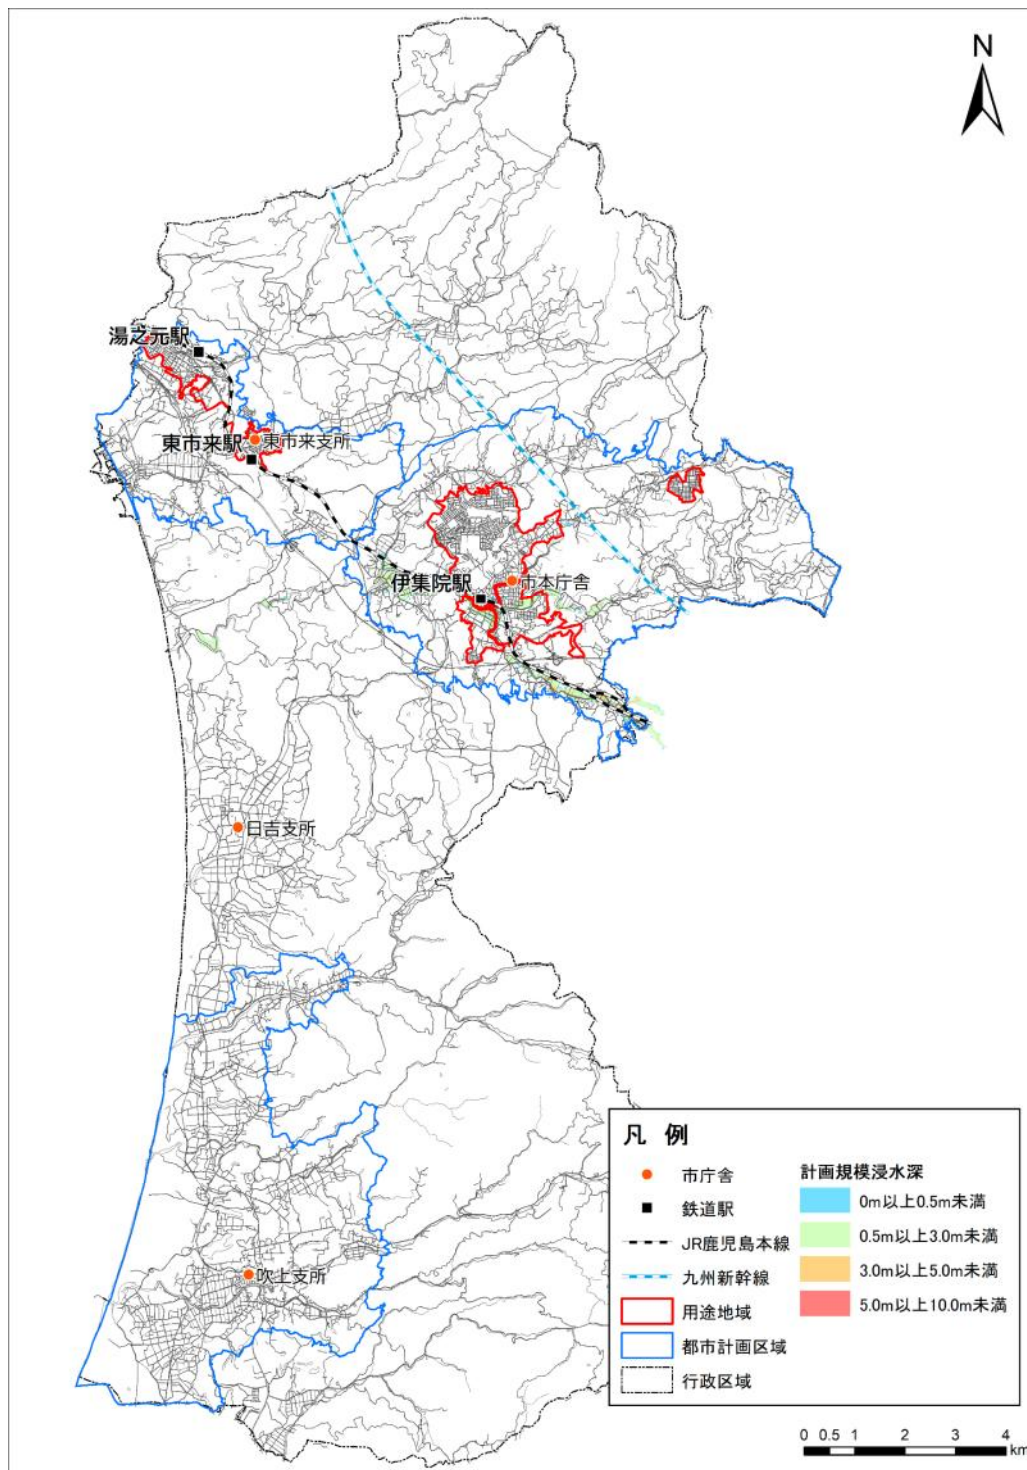 N
湯之元駅
東市来駅
東市来支所
伊集院駅
市本庁舎
日吉支所
吹上支所
凡 例
市庁舎
鉄道駅
JR鹿児島本線
九州新幹線
用途地域
都市計画区域
行政区域
計画規模浸水深
0m以上0.5m未満
0.5m以上3.0m未満
3.0m以上5.0m未満
5.0m以上10.0m未満
0 0.5 1 2 3 4
km